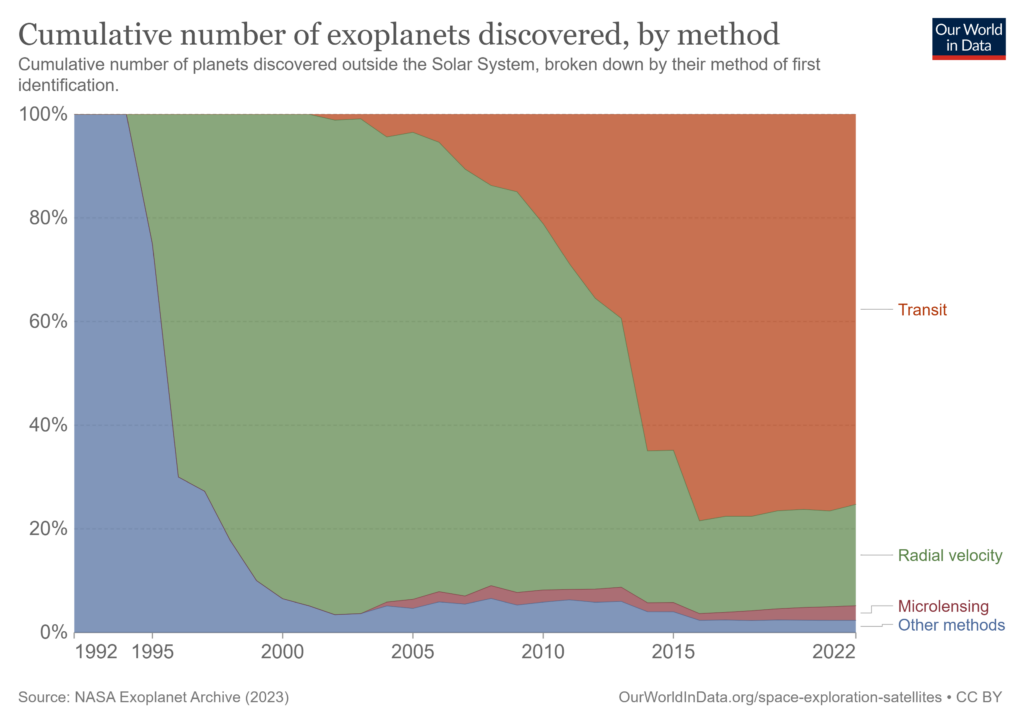 Cumulative number of exoplanets discovered, by method
Cumulative number of planets discovered outside the Solar System, broken down by their method of first
identification.
Our World
in Data
100%
80%
60%
40%
20%
0%
Transit
Radial velocity
Microlensing
Other methods
1992 1995 2000 2005 2010 2015 2022
Source: NASA Exoplanet Archive (2023)
OurWorldInData.org/space-exploration-satellites • CC BY